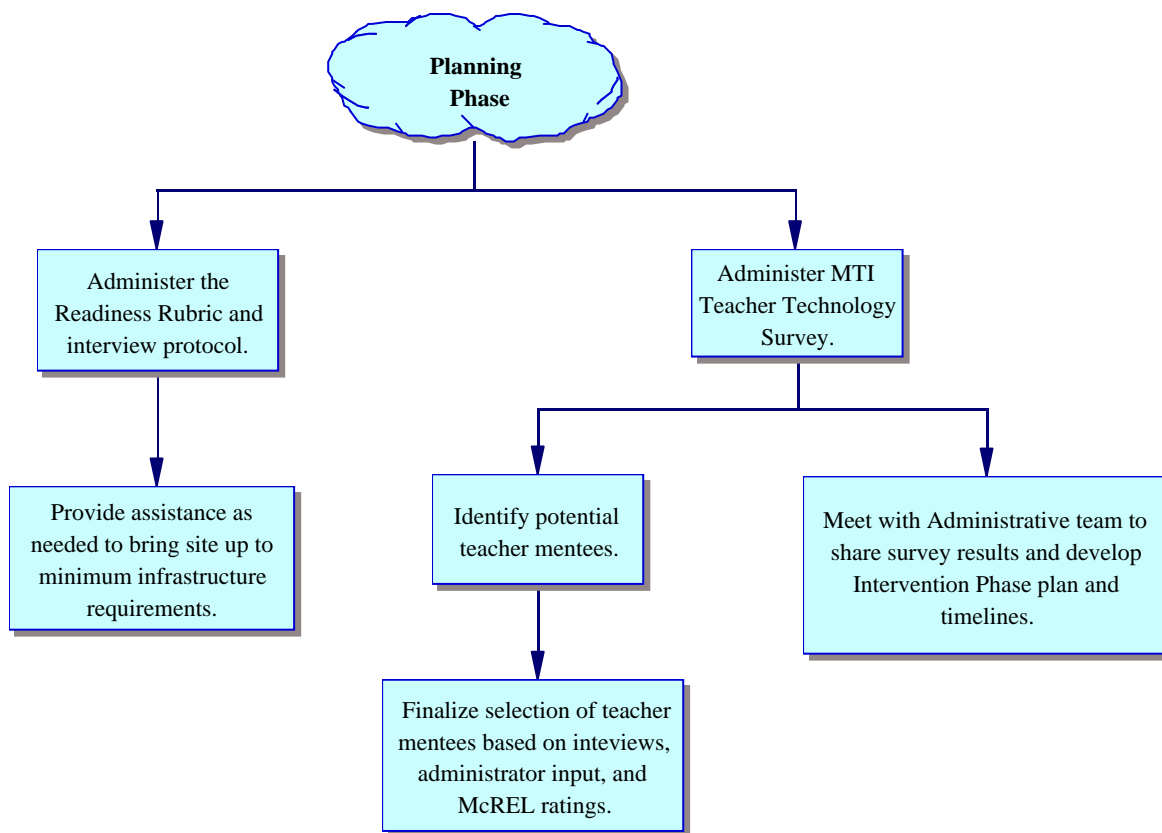 Planning
Phase
Administer the
Readiness Rubric and
interview protocol.
Administer MTI
Teacher Technology
Survey.
Provide assistance as
needed to bring site up to
minimum infrastructure
requirements.
Identify potential
teacher mentees.
Meet with Administrative team to
share survey results and develop
Intervention Phase plan and
timelines.
Finalize selection of teacher
mentees based on inteviews,
administrator input, and
McREL ratings.